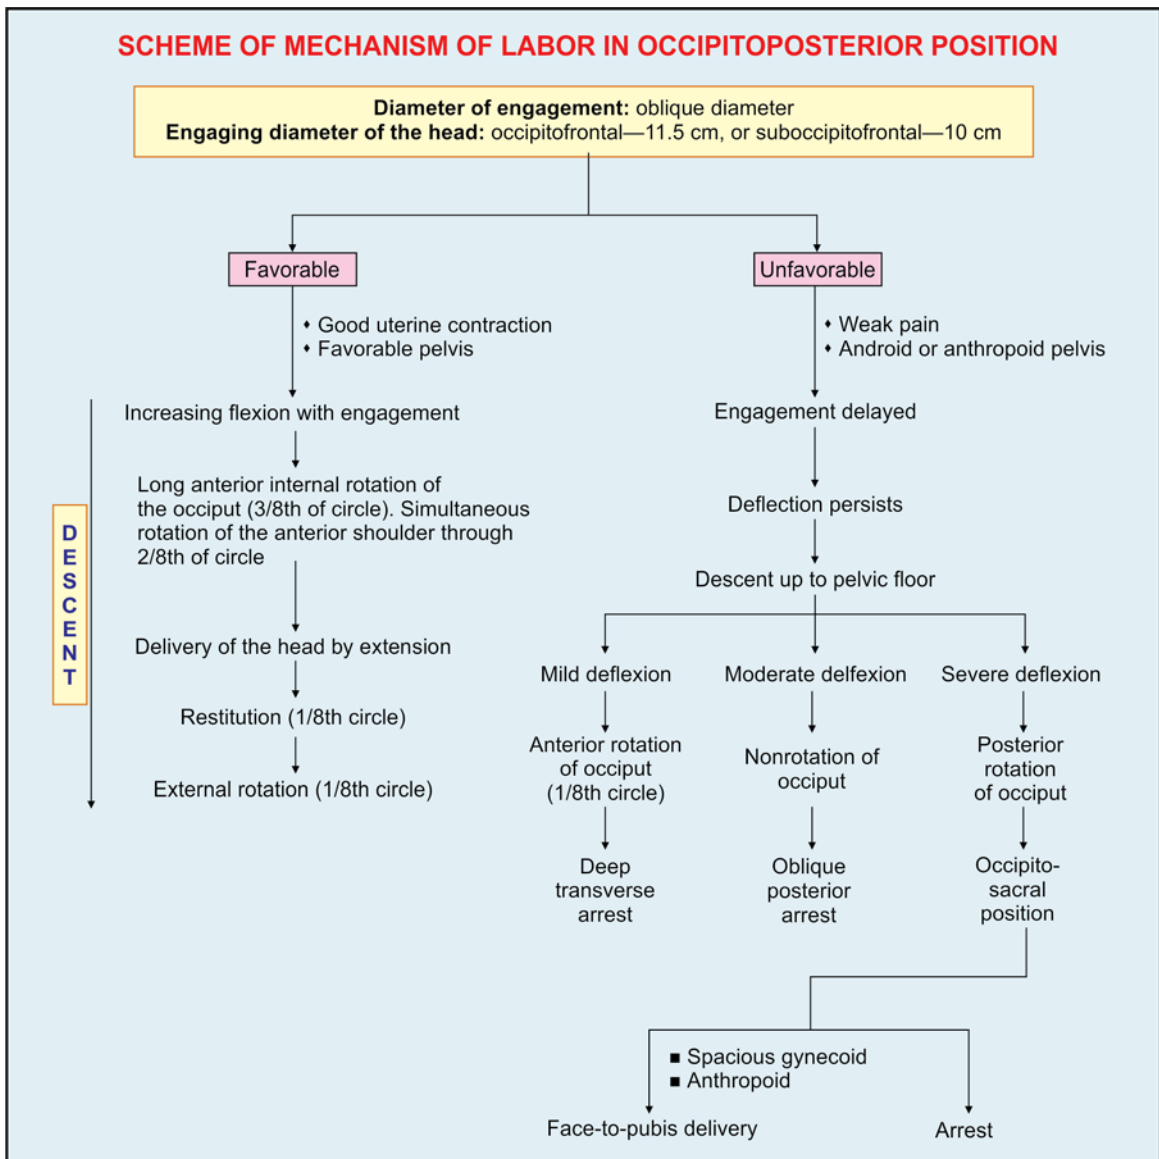 SCHEME OF MECHANISM OF LABOR IN OCCIPITOPOSTERIOR POSITION
Diameter of engagement: oblique diameter
Engaging diameter of the head: occipitofrontal—11.5 cm, or suboccipitofrontal—10 cm
Favorable
♦ Good uterine contraction
♦ Favorable pelvis
DESCENT
Increasing flexion with engagement
Long anterior internal rotation of
the occiput (3/8th of circle). Simultaneous
rotation of the anterior shoulder through
2/8th of circle
Delivery of the head by extension
Restitution (1/8th circle)
External rotation (1/8th circle)
Unfavorable
♦ Weak pain
♦ Android or anthropoid pelvis
Engagement delayed
Deflection persists
Descent up to pelvic floor
Mild deflexion
Anterior rotation
of occiput
(1/8th circle)
Deep
transverse
arrest
Moderate delfexion
Nonrotation of
occiput
Oblique
posterior
arrest
Severe deflexion
Posterior
rotation
of occiput
Occipito-
sacral
position
■ Spacious gynecoid
■ Anthropoid
Face-to-pubis delivery
Arrest